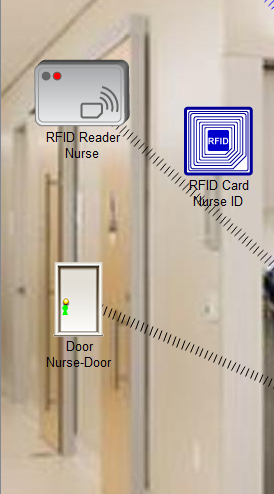 RFID Reader
Nurse
RFID
RFID Card
Nurse ID
Door
Nurse-Door